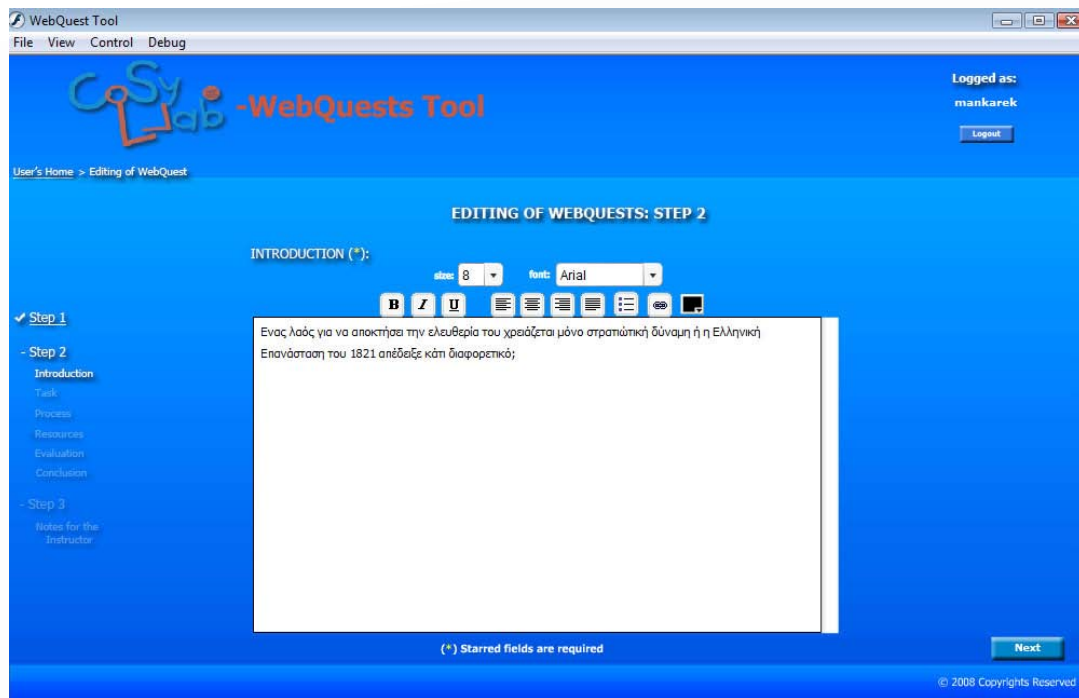 WebQuest Tool
File View Control Debug
CoSy Lab -WebQuests Tool
Logged as:
mankarek
Logout
User's Home > Editing of WebQuest
EDITING OF WEBQUESTS: STEP 2
INTRODUCTION (*):
size: 8 font: Arial
B I U
Ενας λαός για να αποκτήσει την ελευθερία του χρειάζεται μόνο στρατιωτική δύναμη ή η Ελληνική
Επανάσταση του 1821 απέδειξε κάτι διαφορετικό;
Step 1
- Step 2
Introduction
Task
Process
Resources
Evaluation
Conclusion
- Step 3
Notes for the
Instructor
(*) Starred fields are required
Next
© 2008 Copyrights Reserved